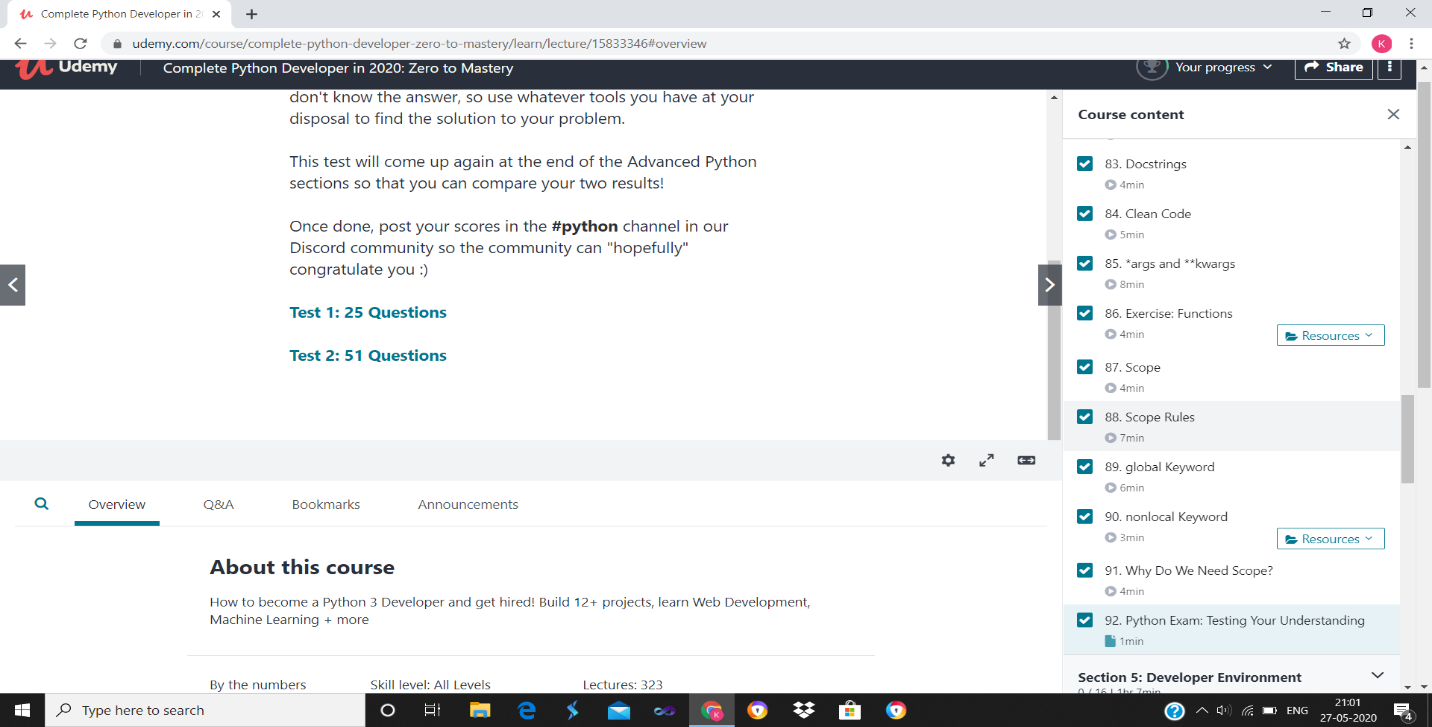 Complete Python Developer in 2
udemy.com/course/complete-python-developer-zero-to-mastery/learn/lecture/15833346#overview
K
Udemy
Complete Python Developer in 2020: Zero to Mastery
Your progress
Share
don't know the answer, so use whatever tools you have at your
disposal to find the solution to your problem.
This test will come up again at the end of the Advanced Python
sections so that you can compare your two results!
Once done, post your scores in the #python channel in our
Discord community so the community can "hopefully"
congratulate you :)
Test 1: 25 Questions
Test 2: 51 Questions
Overview
Q&A
Bookmarks
Announcements
About this course
How to become a Python 3 Developer and get hired! Build 12+ projects, learn Web Development,
Machine Learning + more
By the numbers
Skill level: All Levels
Lectures: 323
Course content
83. Docstrings
4min
84. Clean Code
5min
85. *args and **kwargs
8min
86. Exercise: Functions
4min
Resources
87. Scope
4min
88. Scope Rules
7min
89. global Keyword
6min
90. nonlocal Keyword
3min
Resources
91. Why Do We Need Scope?
4min
92. Python Exam: Testing Your Understanding
1min
Section 5: Developer Environment
0 / 16 | 1hr 7min
Type here to search
ENG
21:01
27-05-2020
4